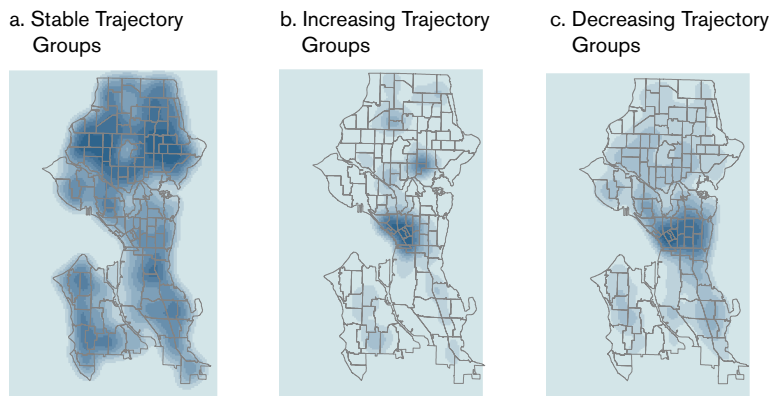 a. Stable Trajectory
Groups
b. Increasing Trajectory
Groups
c. Decreasing Trajectory
Groups